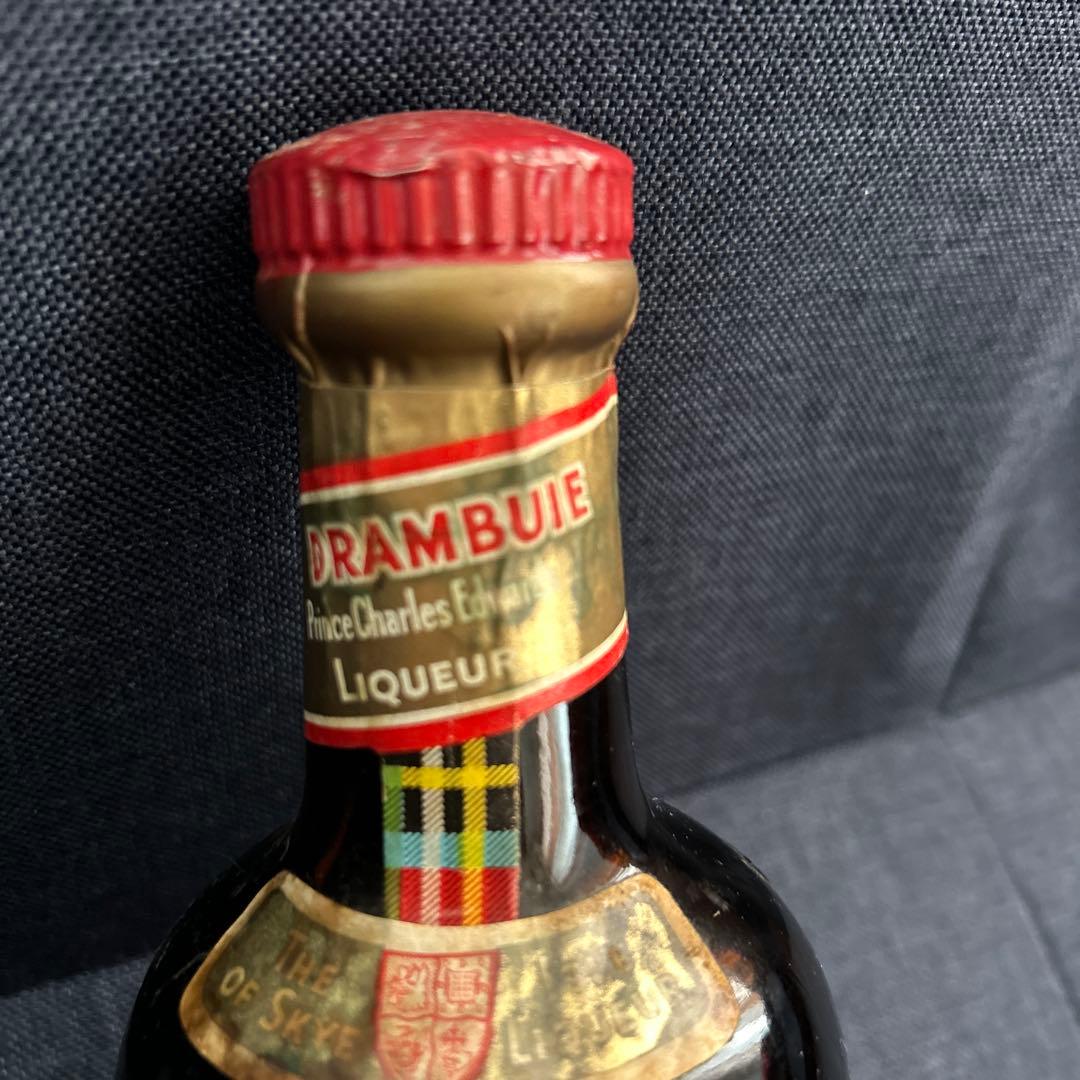 DRAMBUIE
Prince Charles Edward
LIQUEUR
THE
OF SKYE
LIQUEUR